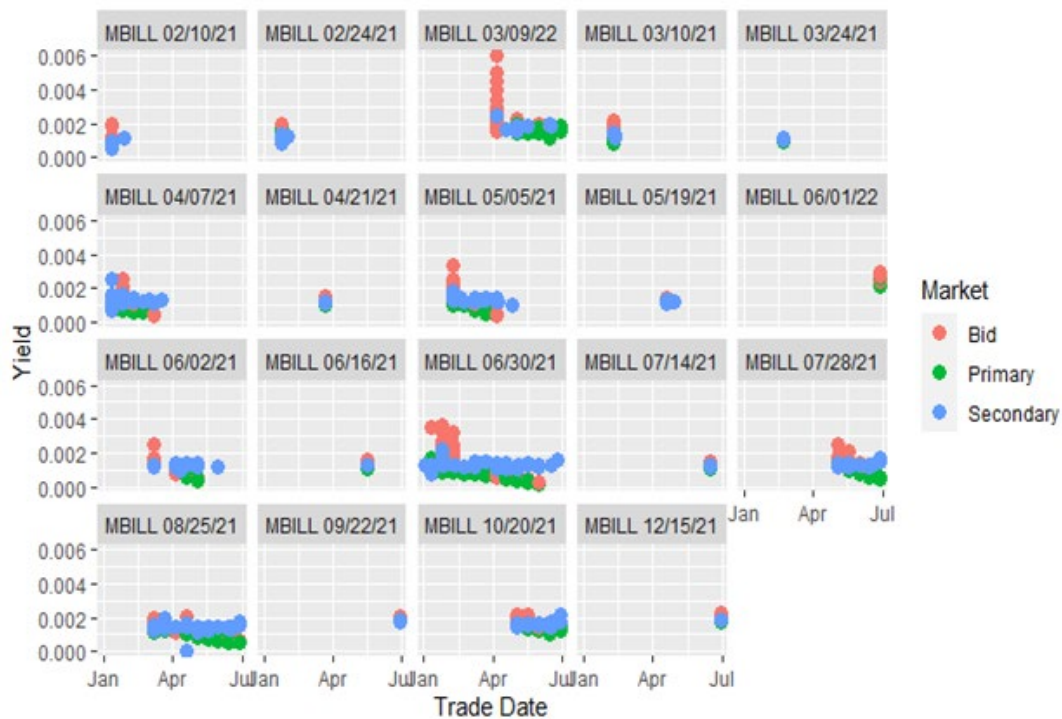 MBILL 02/10/21 MBILL 02/24/21 MBILL 03/09/22 MBILL 03/10/21 MBILL 03/24/21
0.006
0.004
0.002
0.000
MBILL 04/07/21 MBILL 04/21/21 MBILL 05/05/21 MBILL 05/19/21 MBILL 06/01/22
0.006
0.004
0.002
0.000
MBILL 06/02/21 MBILL 06/16/21 MBILL 06/30/21 MBILL 07/14/21 MBILL 07/28/21
0.006
0.004
0.002
0.000
Jan Apr Jul
MBILL 08/25/21 MBILL 09/22/21 MBILL 10/20/21 MBILL 12/15/21
0.006
0.004
0.002
0.000
Jan Apr Jul Jan Apr Jul Jan Apr Jul Jan Apr Jul
Trade Date
Yield
Market
Bid
Primary
Secondary